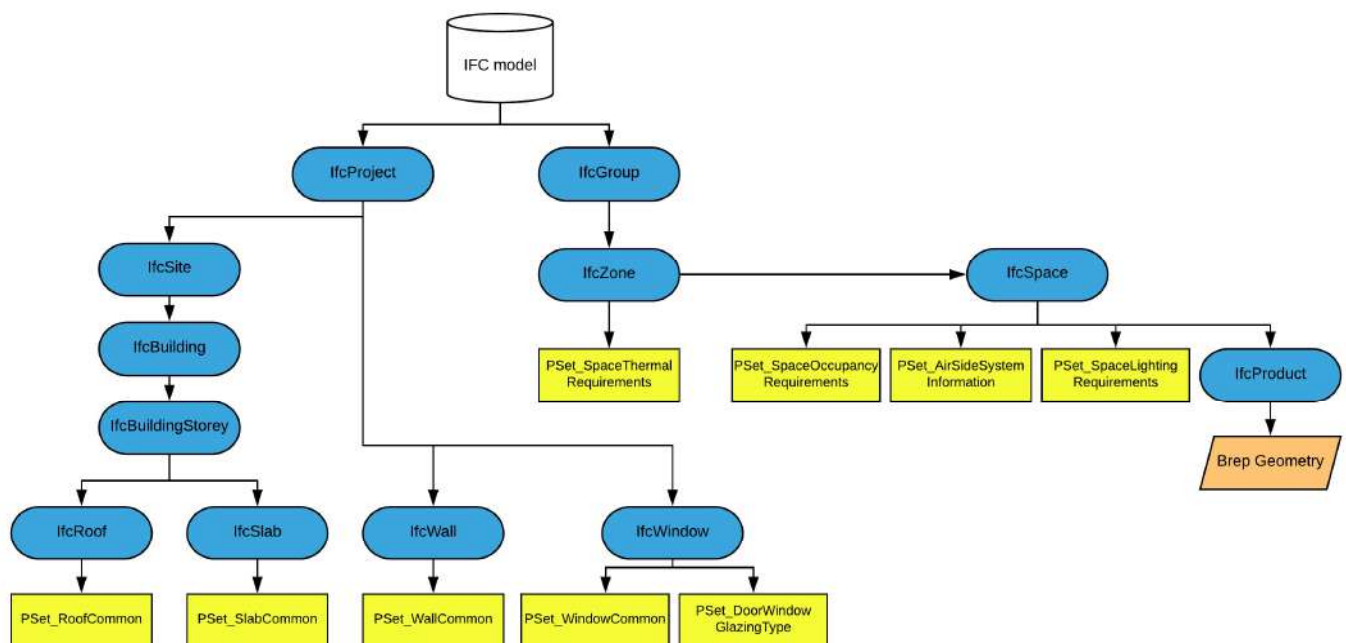 IFC model
IfcProject
IfcGroup
IfcSite
IfcZone
IfcSpace
IfcBuilding
PSet_SpaceThermal
Requirements
PSet_SpaceOccupancy
Requirements
PSet_AirSideSystem
Information
PSet_SpaceLighting
Requirements
IfcProduct
IfcBuildingStorey
Brep Geometry
IfcRoof
IfcSlab
IfcWall
IfcWindow
PSet_RoofCommon
PSet_SlabCommon
PSet_WallCommon
PSet_WindowCommon
PSet_DoorWindow
GlazingType